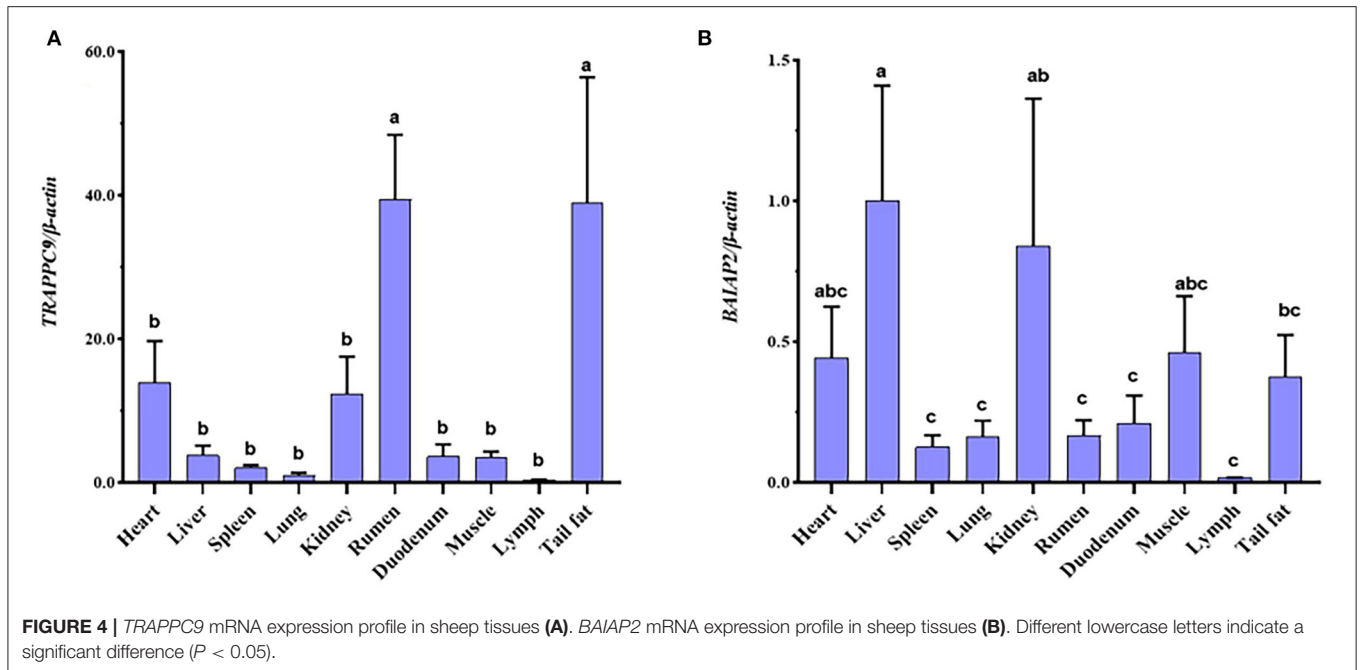 A
60.0
40.0
20.0
0.0
TRAPPC9/β-actin
b
b
b
b
b
a
b
b
b
a
Heart
Liver
Spleen
Lung
Kidney
Rumen
Duodenum
Muscle
Lymph
Tail fat
B
1.5
1.0
0.5
0.0
BAIAP2/β-actin
abc
a
c
c
ab
c
c
abc
c
bc
Heart
Liver
Spleen
Lung
Kidney
Rumen
Duodenum
Muscle
Lymph
Tail fat
FIGURE 4 | TRAPPC9 mRNA expression profile in sheep tissues (A). BAIAP2 mRNA expression profile in sheep tissues (B). Different lowercase letters indicate a
significant difference (P < 0.05).